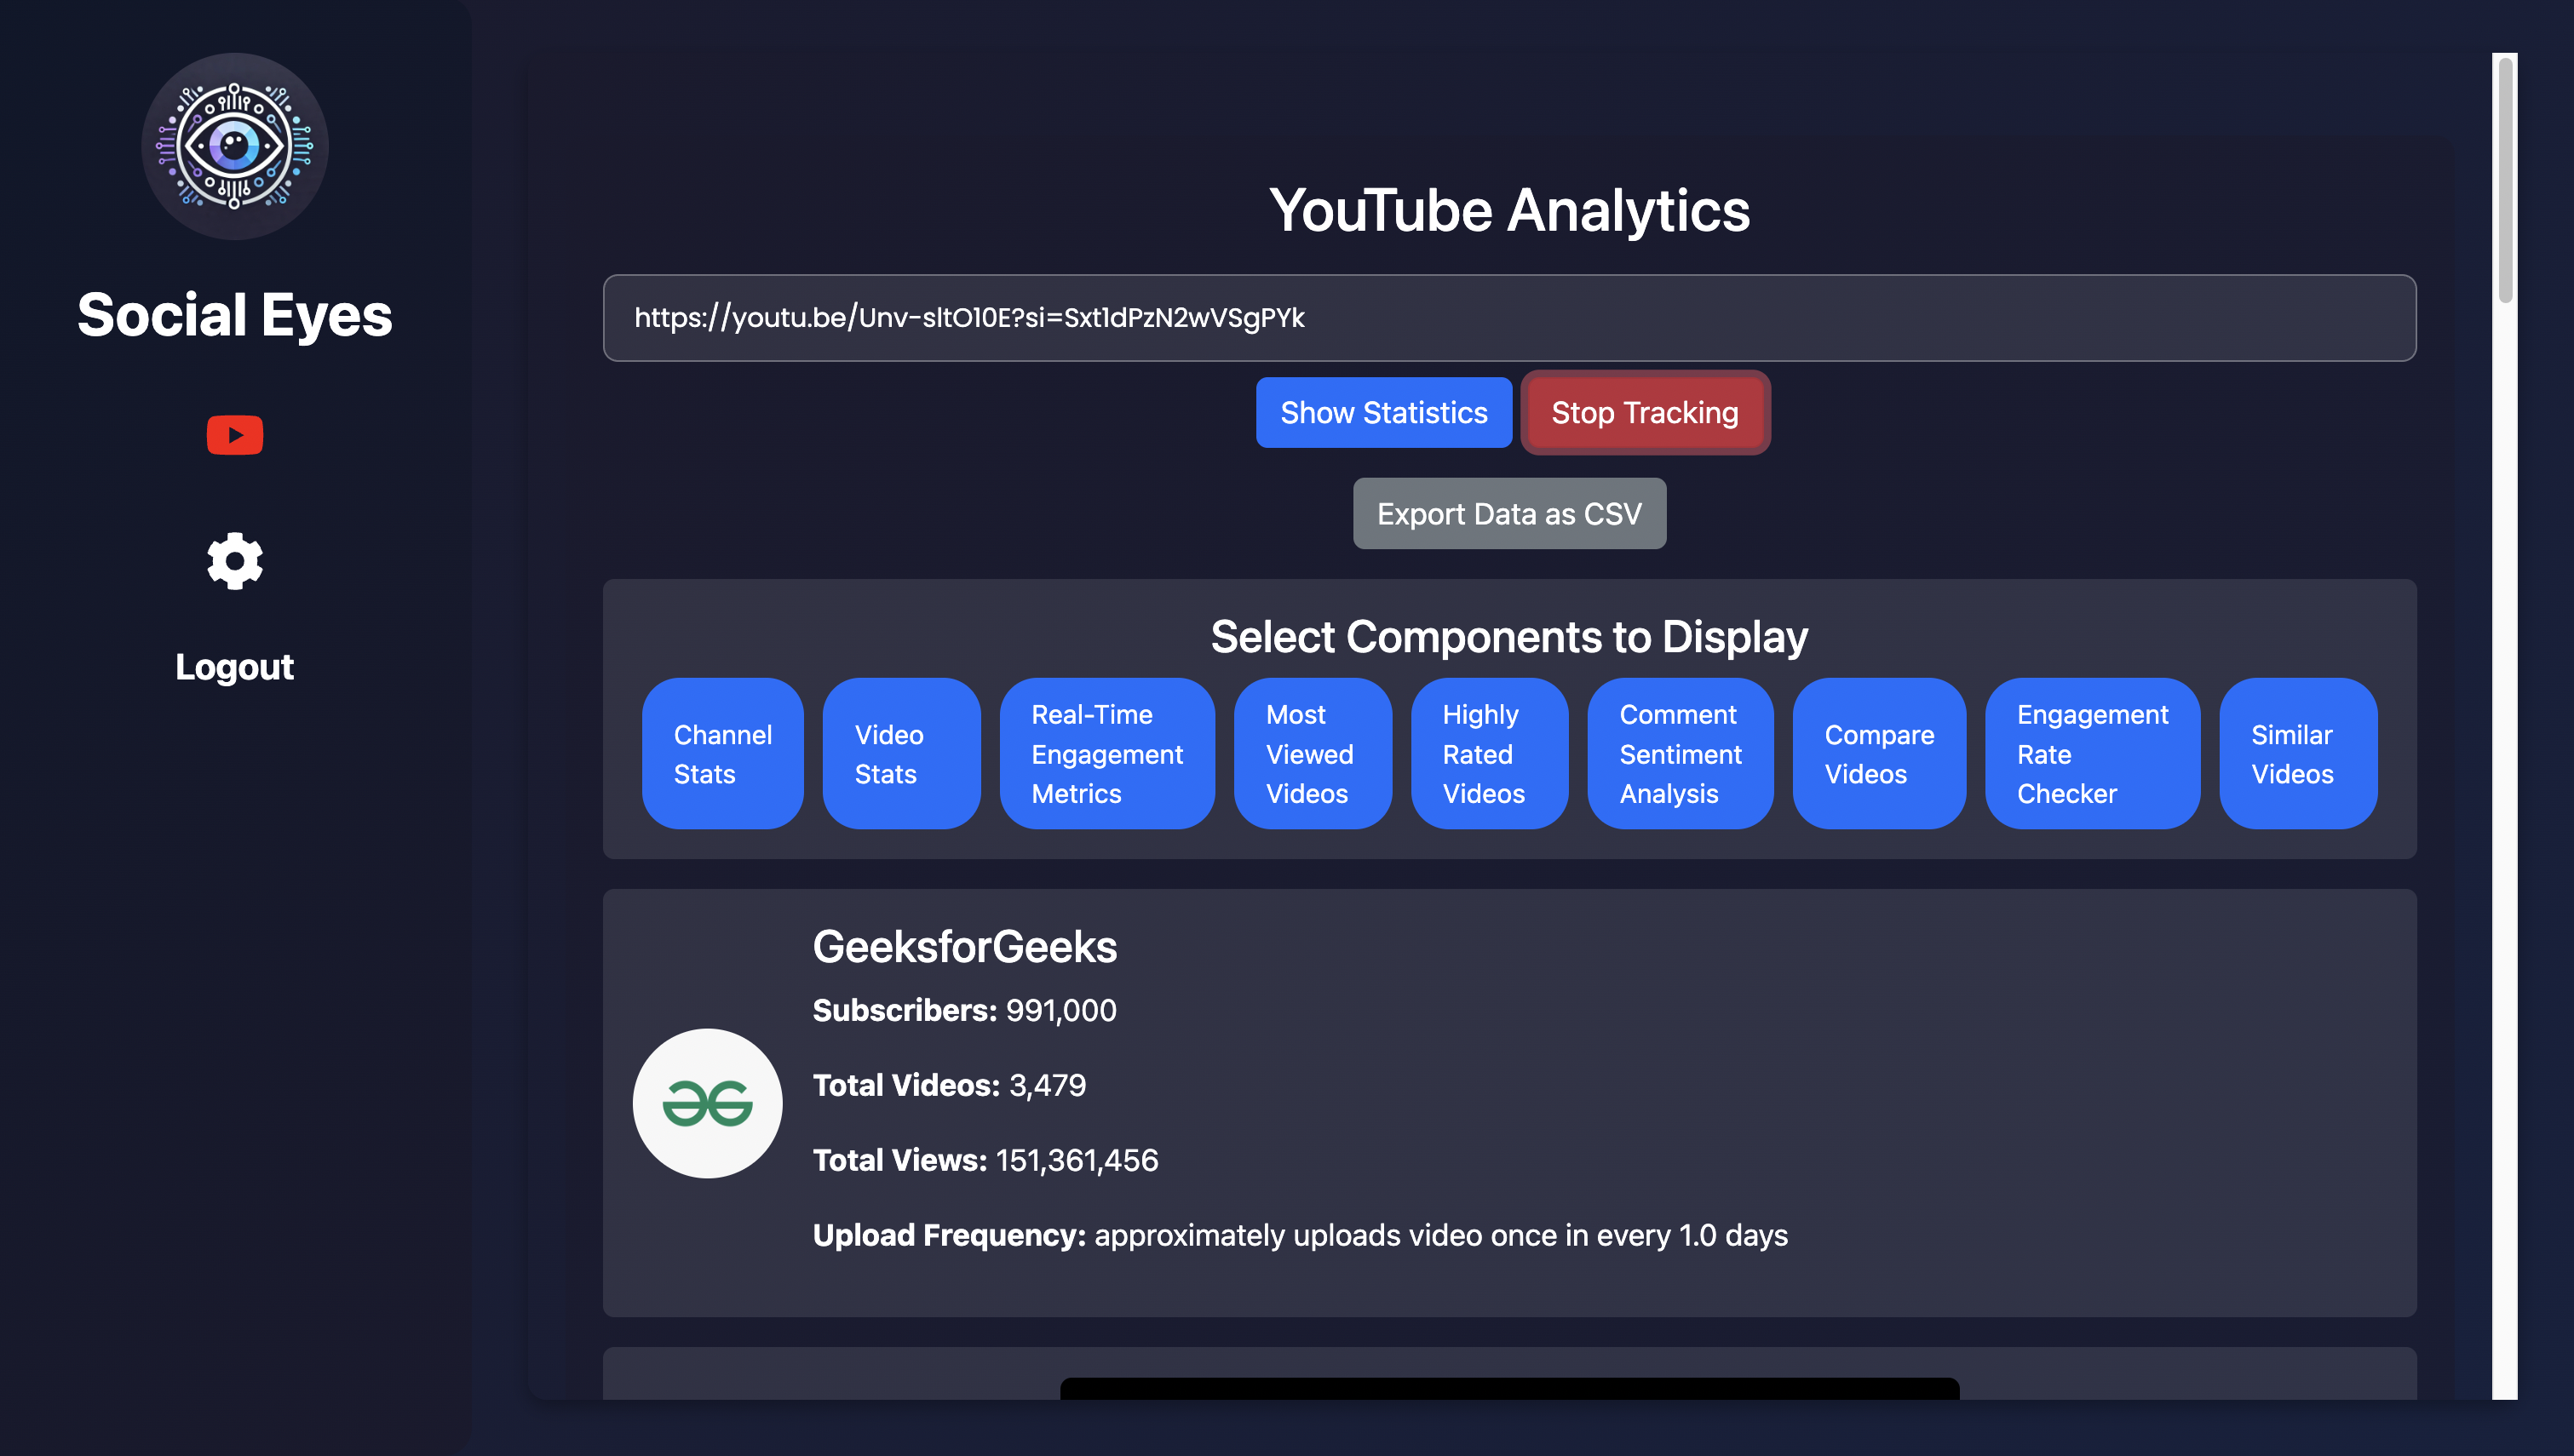 Social Eyes
Logout
YouTube Analytics
https://youtu.be/Unv-sltO10E?si=Sxt1dPzN2wVSgPYk
Show Statistics
Stop Tracking
Export Data as CSV
Select Components to Display
Channel
Stats
Video
Stats
Real-Time
Engagement
Metrics
Most
Viewed
Videos
Highly
Rated
Videos
Comment
Sentiment
Analysis
Compare
Videos
Engagement
Rate
Checker
Similar
Videos
GeeksforGeeks
Subscribers: 991,000
Total Videos: 3,479
Total Views: 151,361,456
Upload Frequency: approximately uploads video once in every 1.0 days